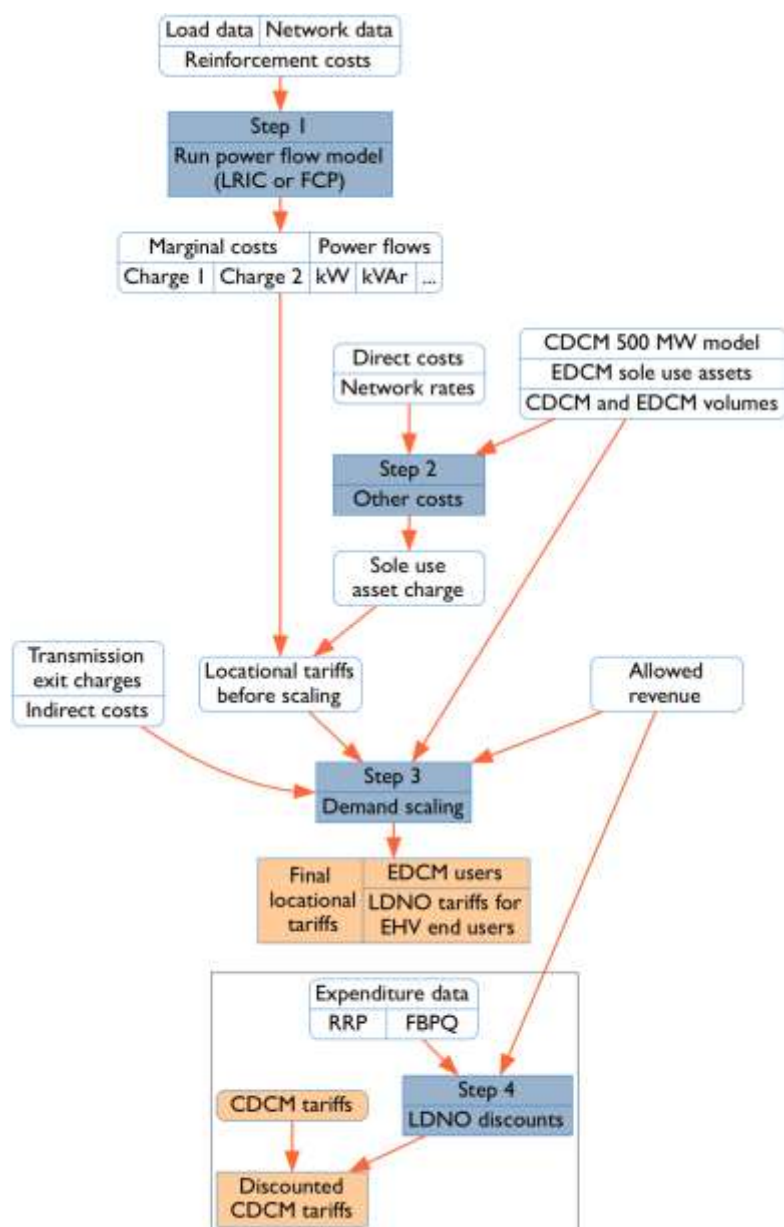 Load data Network data
Reinforcement costs
Step 1
Run power flow model
(LRIC or FCP)
Marginal costs Power flows
Charge 1 Charge 2 kW kVAr ...
Direct costs
Network rates
CDCM 500 MW model
EDCM sole use assets
CDCM and EDCM volumes
Step 2
Other costs
Sole use
asset charge
Transmission
exit charges
Indirect costs
Locational tariffs
before scaling
Allowed
revenue
Step 3
Demand scaling
Final
locational
tariffs
EDCM users
LDNO tariffs for
EHV end users
Expenditure data
RRP FBPQ
Step 4
LDNO discounts
CDCM tariffs
Discounted
CDCM tariffs